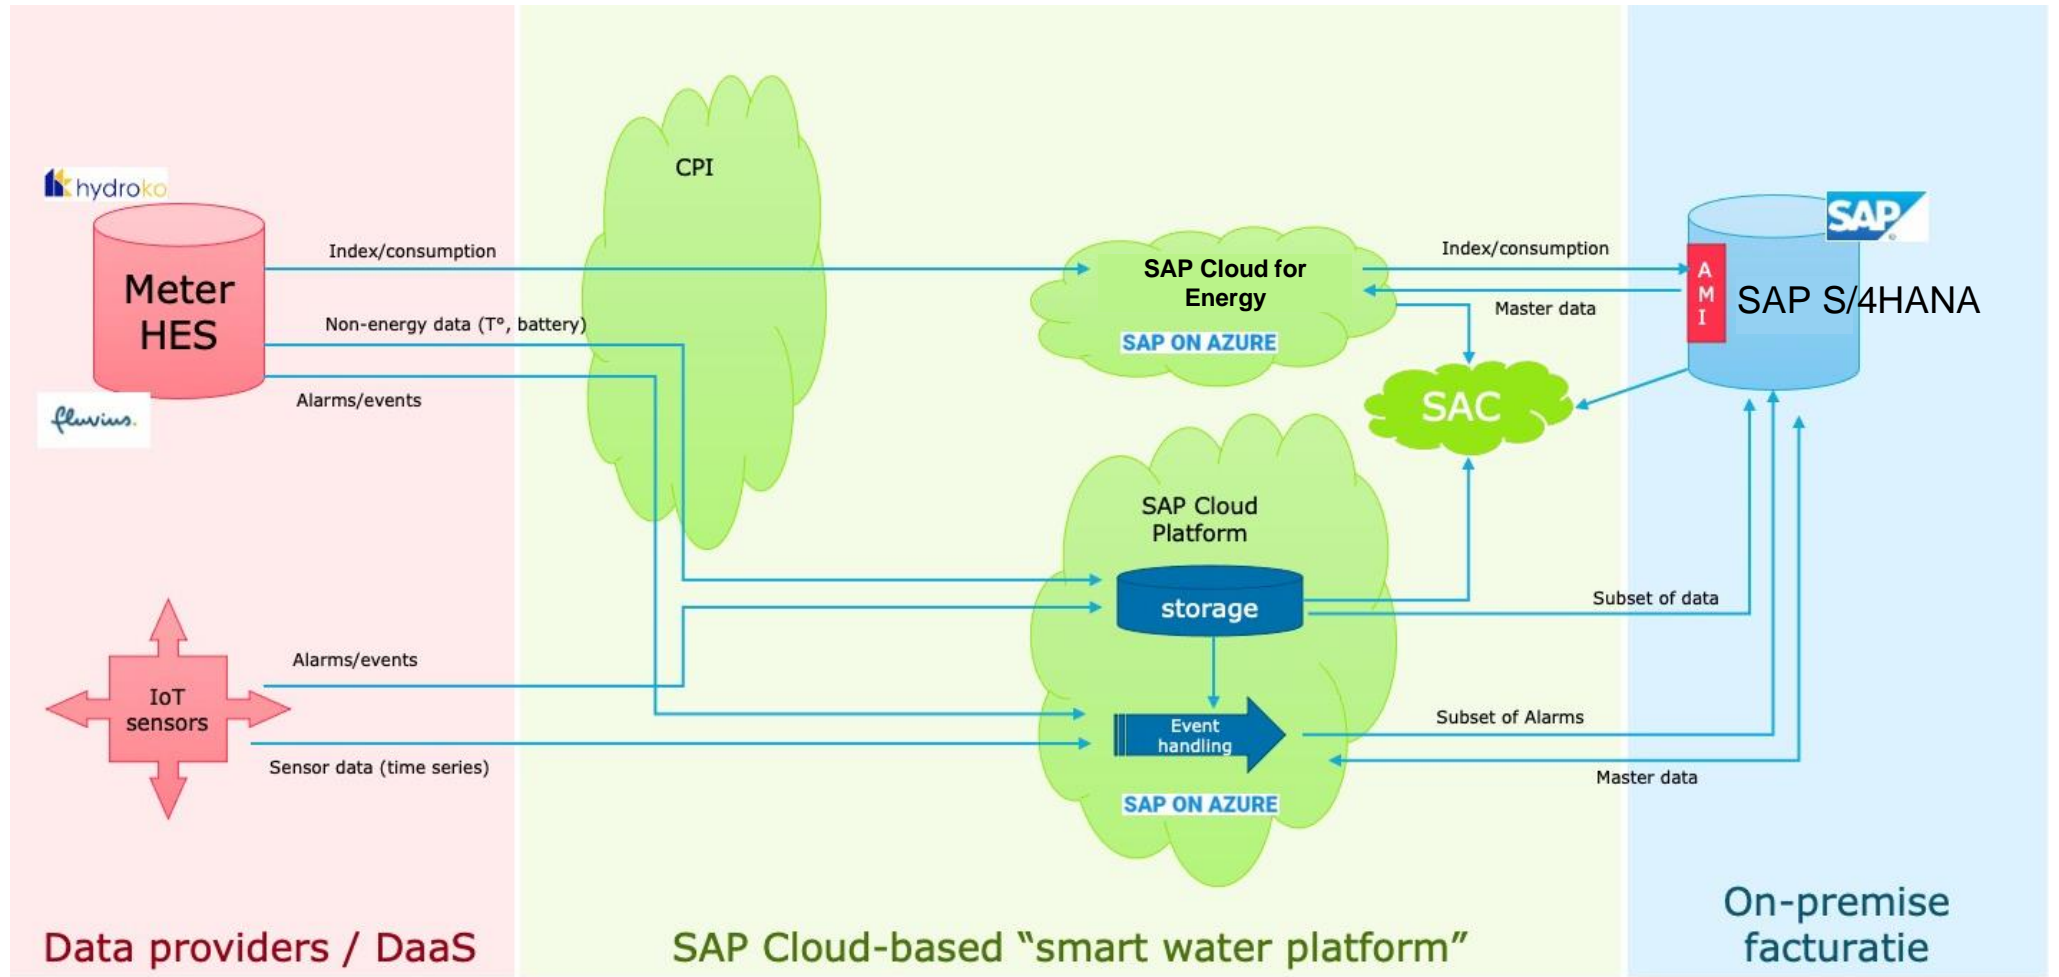 hydroko
Meter
HES
fluvius.
Index/consumption
Non-energy data (T°, battery)
Alarms/events
IoT
sensors
Alarms/events
Sensor data (time series)
Data providers / DaaS
CPI
SAP Cloud for
Energy
SAP ON AZURE
Index/consumption
Master data
SAC
SAP Cloud
Platform
storage
Event
handling
SAP ON AZURE
Subset of data
Subset of Alarms
Master data
SAP Cloud-based “smart water platform”
SAP
A
M
I
SAP S/4HANA
On-premise
facturatie